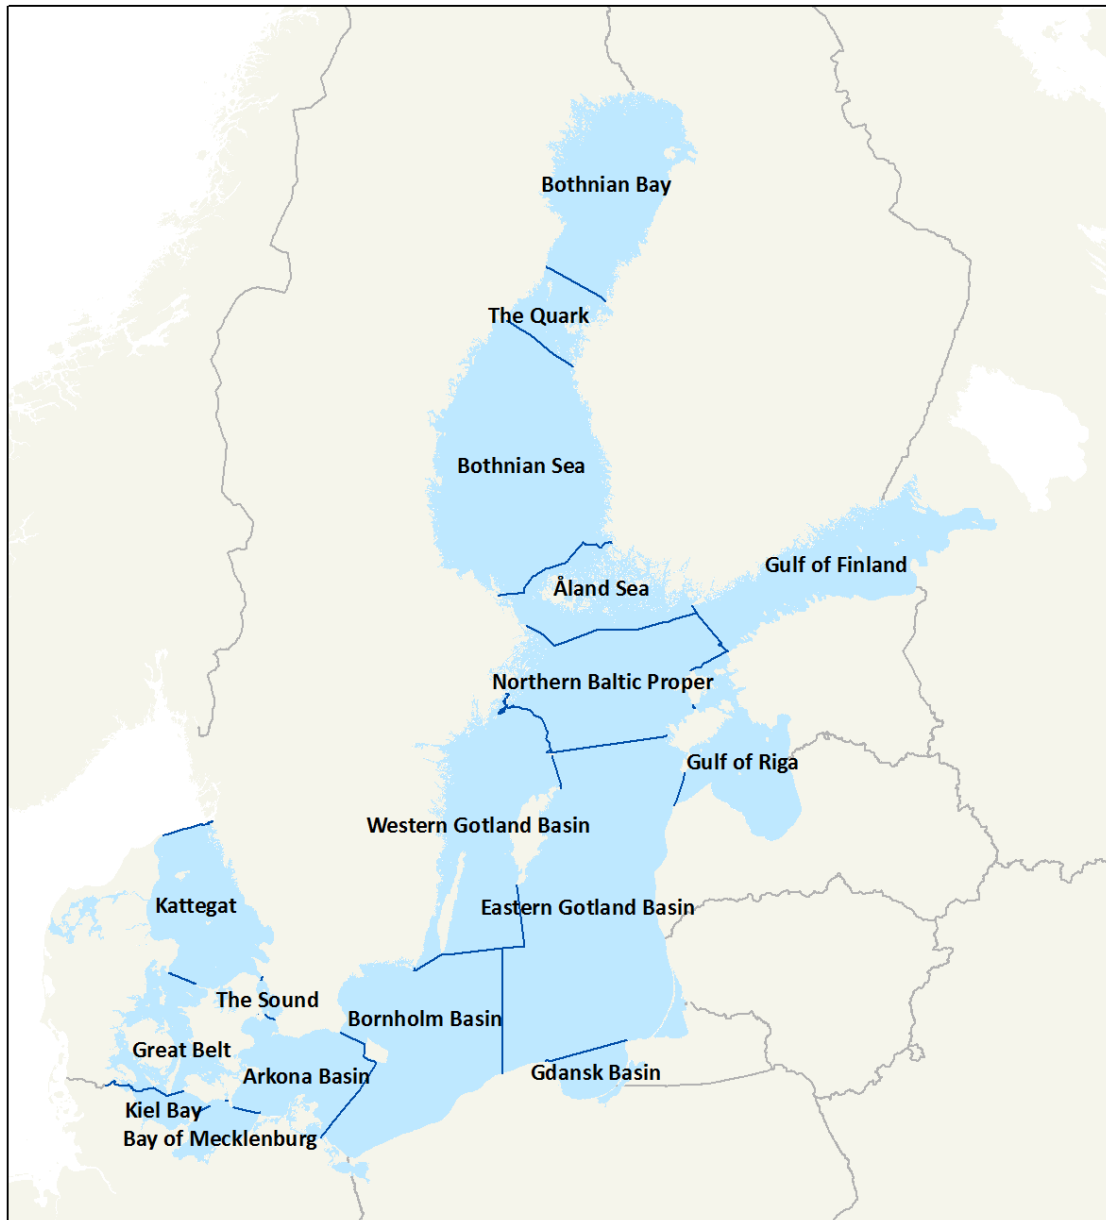 Bothnian Bay
The Quark
Bothnian Sea
Gulf of Finland
Åland Sea
Northern Baltic Proper
Gulf of Riga
Western Gotland Basin
Kattegat
Eastern Gotland Basin
The Sound
Bornholm Basin
Great Belt
Arkona Basin
Gdansk Basin
Kiel Bay
Bay of Mecklenburg